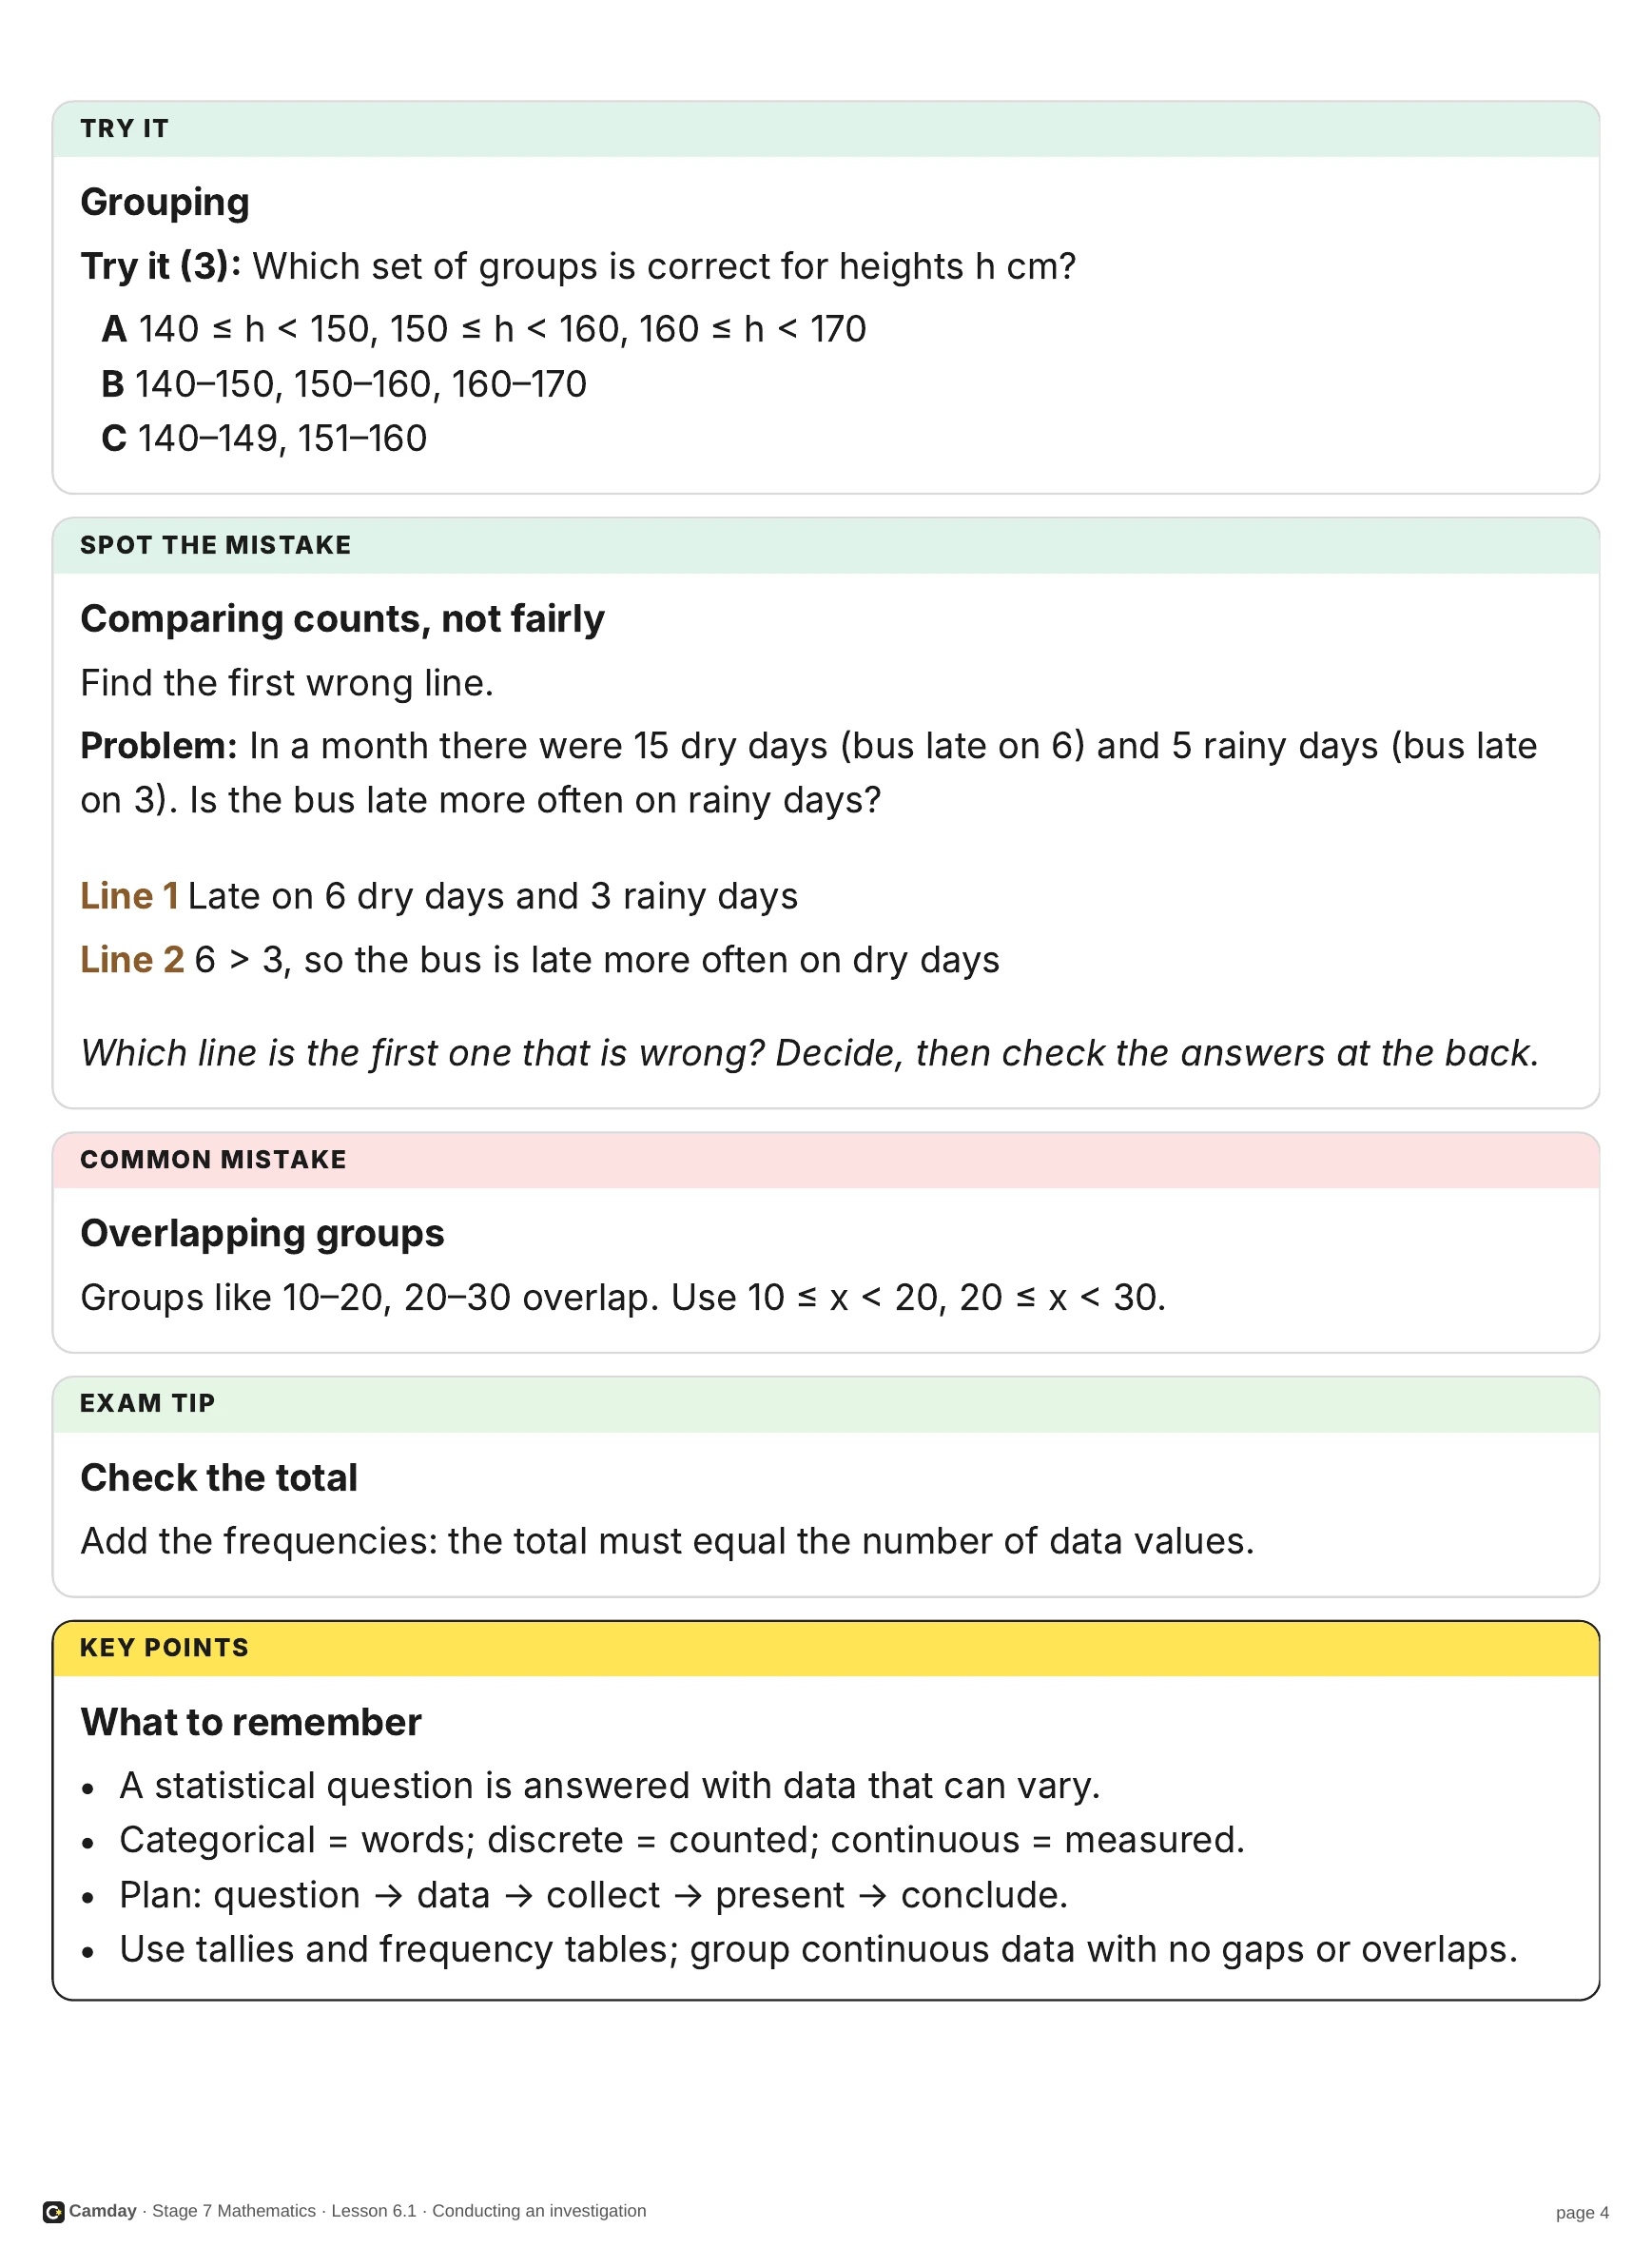 TRY IT
Grouping
Try it (3): Which set of groups is correct for heights h cm?
A 140 ≤ h < 150, 150 ≤ h < 160, 160 ≤ h < 170
B 140–150, 150–160, 160–170
C 140–149, 151–160
SPOT THE MISTAKE
Comparing counts, not fairly
Find the first wrong line.
Problem: In a month there were 15 dry days (bus late on 6) and 5 rainy days (bus late
on 3). Is the bus late more often on rainy days?
Line 1 Late on 6 dry days and 3 rainy days
Line 2 6 > 3, so the bus is late more often on dry days
Which line is the first one that is wrong? Decide, then check the answers at the back.
COMMON MISTAKE
Overlapping groups
Groups like 10–20, 20–30 overlap. Use 10 ≤ x < 20, 20 ≤ x < 30.
EXAM TIP
Check the total
Add the frequencies: the total must equal the number of data values.
KEY POINTS
What to remember
• A statistical question is answered with data that can vary.
• Categorical = words; discrete = counted; continuous = measured.
• Plan: question → data → collect → present → conclude.
• Use tallies and frequency tables; group continuous data with no gaps or overlaps.
Camday · Stage 7 Mathematics · Lesson 6.1 · Conducting an investigation
page 4